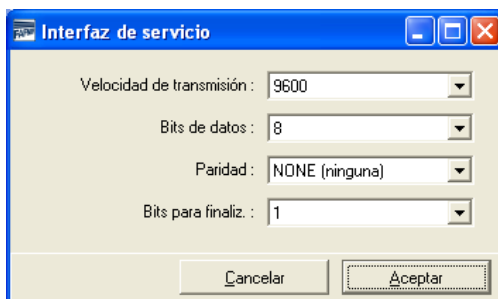 Interfaz de servicio
Velocidad de transmisión : 9600
Bits de datos : 8
Paridad : NONE (ninguna)
Bits para finaliz. : 1
Cancelar Aceptar